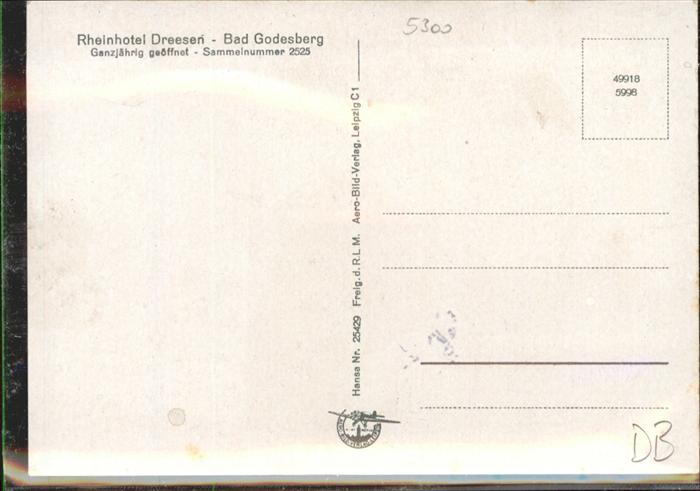 Rheinhotel Dreesen - Bad Godesberg
Ganzjährig geöffnet - Sammelnummer 2525
5300
49918
5998
Hansa Nr. 25429 Freig. d. R. L. M. Aero-Bild-Verlag, Leipzig C 1
DB